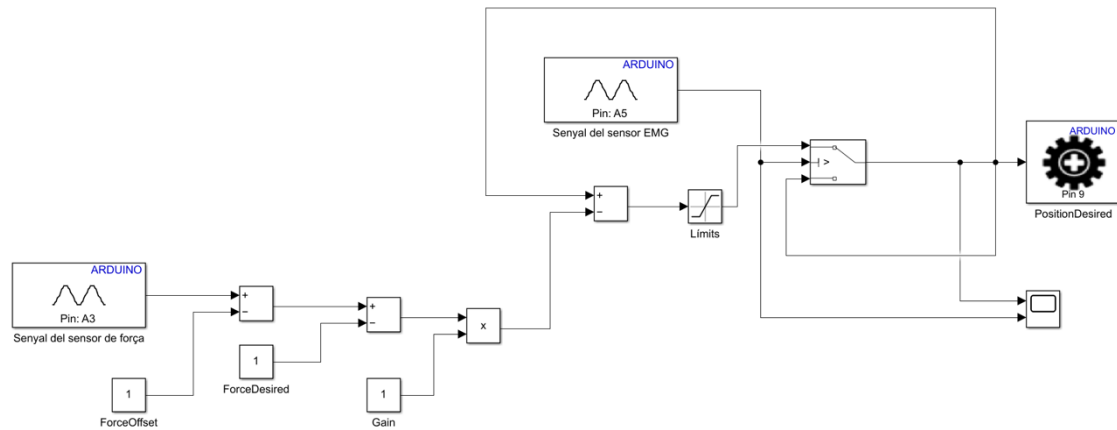 ARDUINO
Pin: A5
Senyal del sensor EMG
>
ARDUINO
Pin 9
PositionDesired
+
−
Límits
ARDUINO
Pin: A3
Senyal del sensor de força
+
−
+
−
x
1
ForceDesired
1
ForceOffset
1
Gain